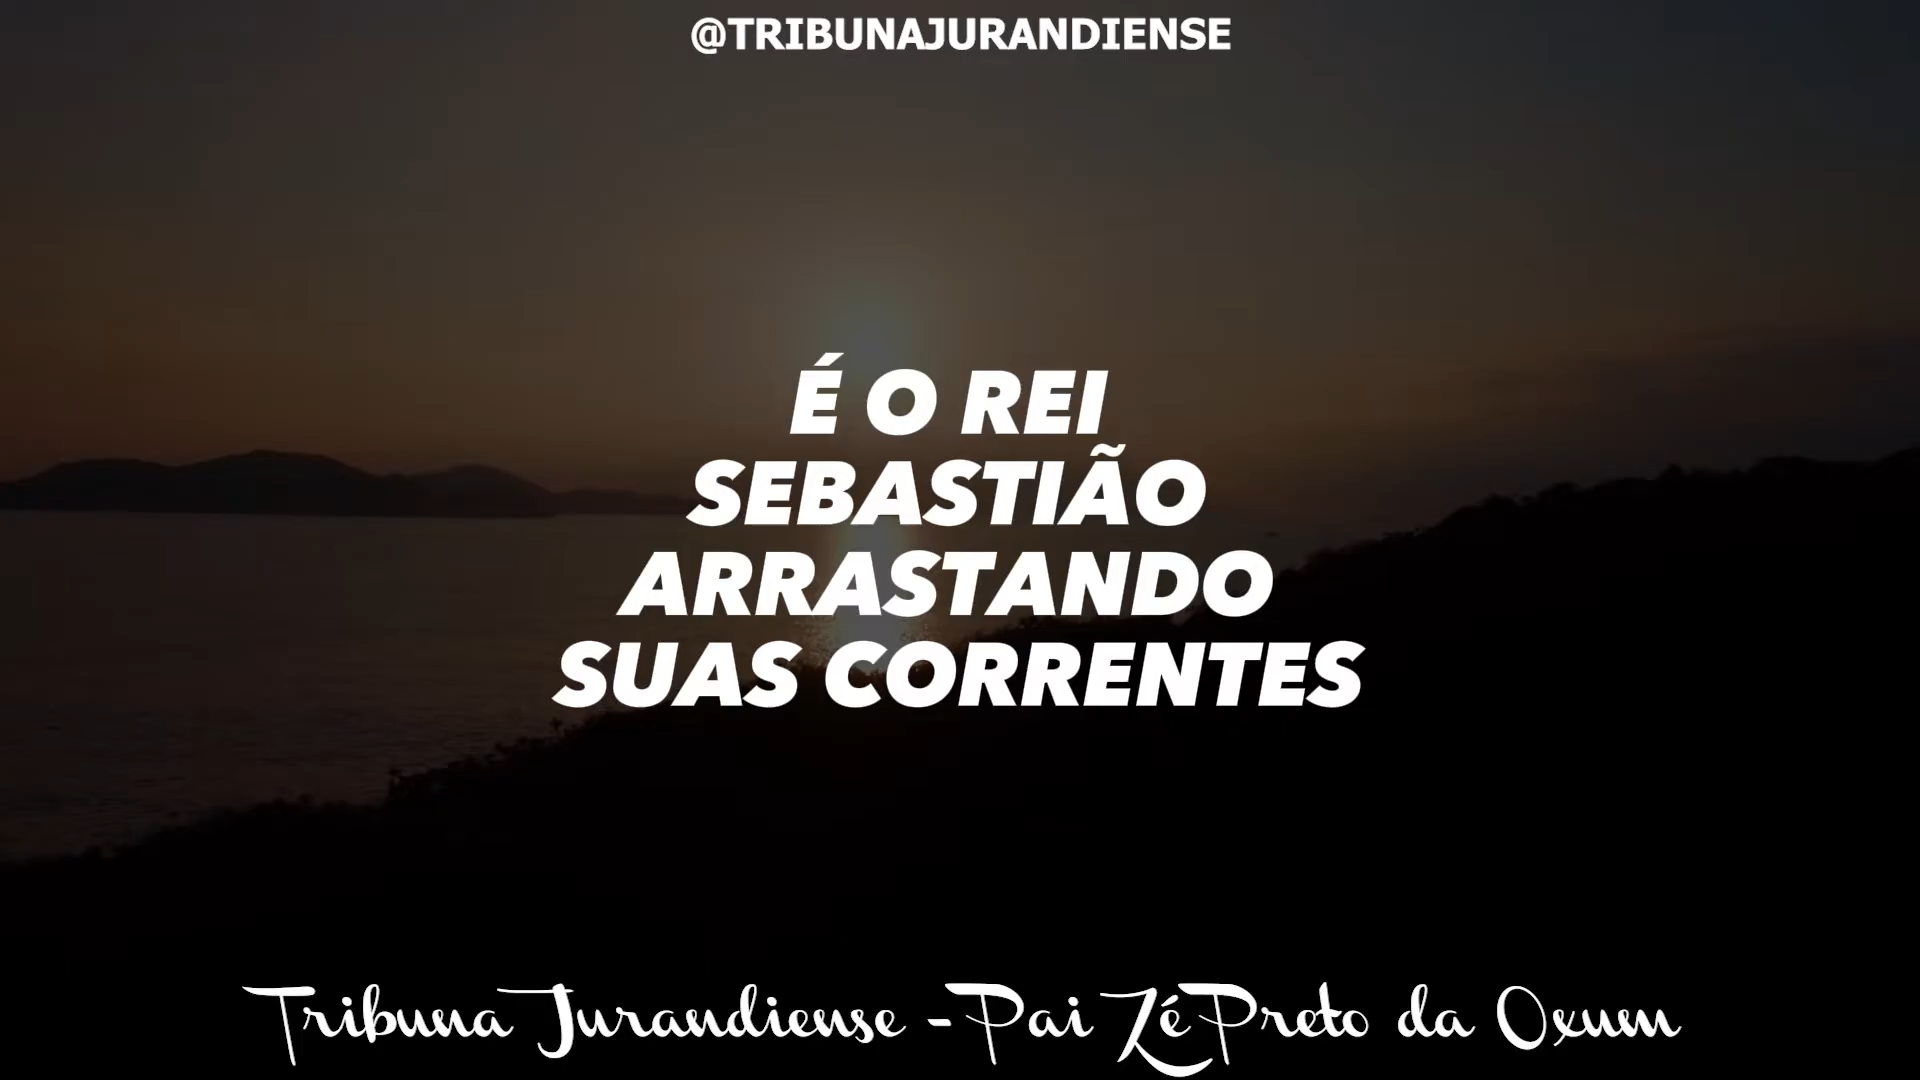 @TRIBUNAJURANDIENSE
É O REI
SEBASTIÃO
ARRASTANDO
SUAS CORRENTES
Tribuna Jurandiense - Pai Zé Preto da Oxum